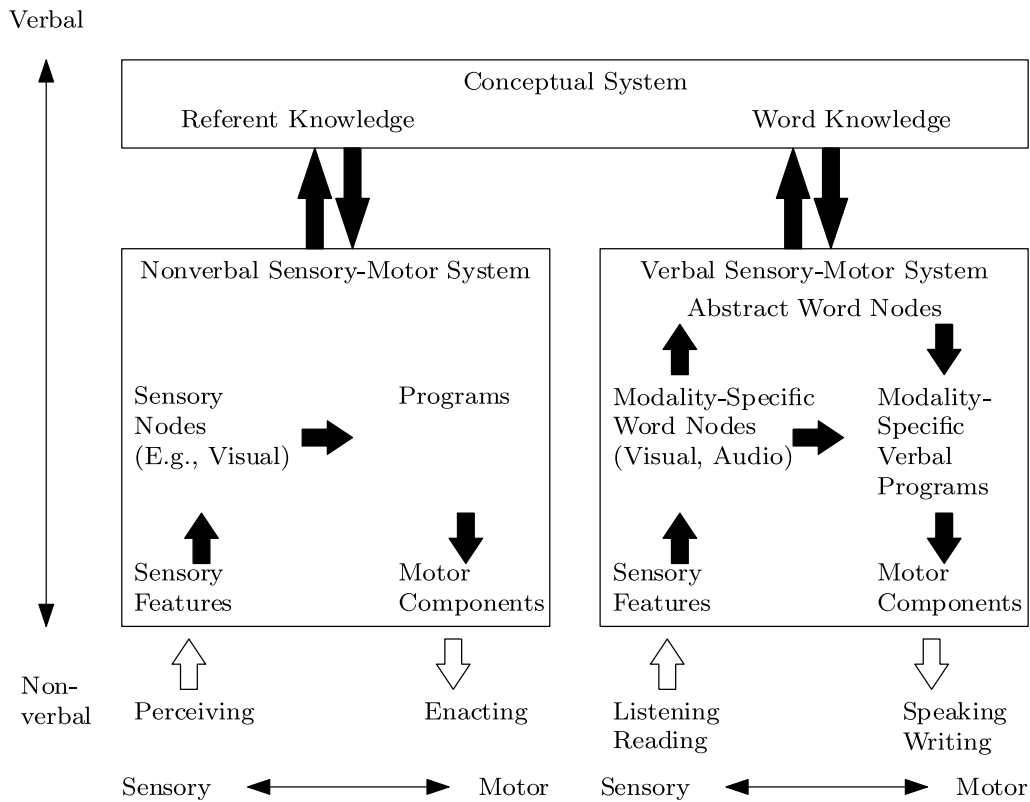 Verbal
Conceptual System
Referent Knowledge
Word Knowledge
Nonverbal Sensory-Motor System
Sensory
Nodes
(E.g., Visual)
Programs
Sensory
Features
Motor
Components
Verbal Sensory-Motor System
Abstract Word Nodes
Modality-Specific
Word Nodes
(Visual, Audio)
Modality-
Specific
Verbal
Programs
Sensory
Features
Motor
Components
Non-
verbal
Perceiving
Enacting
Listening
Reading
Speaking
Writing
Sensory
Motor
Sensory
Motor